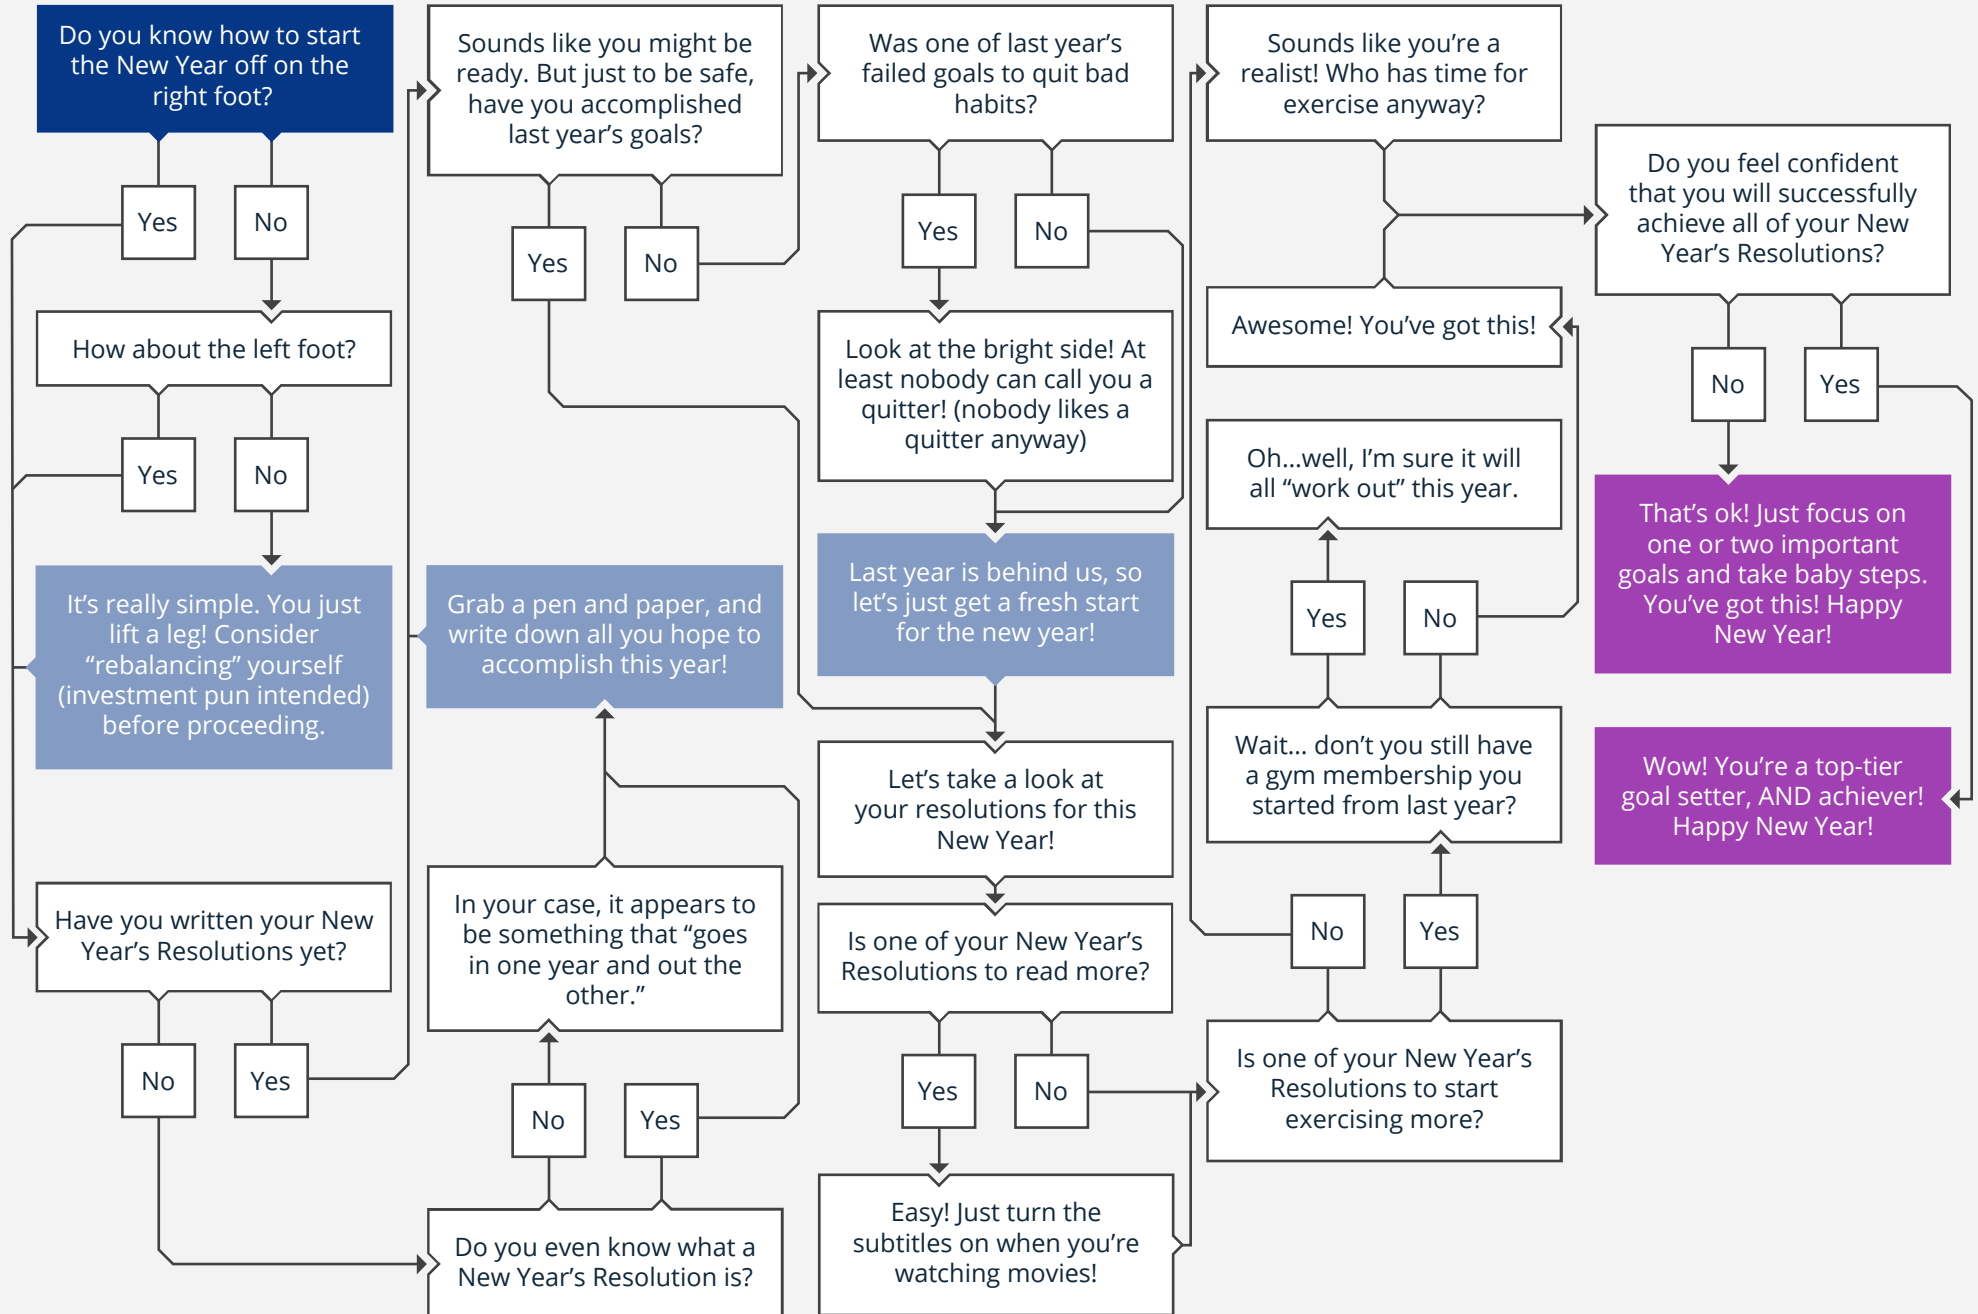 Do you know how to start
the New Year off on the
right foot?
Yes
No
How about the left foot?
Yes
No
It’s really simple. You just
lift a leg! Consider
“rebalancing” yourself
(investment pun intended)
before proceeding.
Have you written your New
Year’s Resolutions yet?
No
Yes
Sounds like you might be
ready. But just to be safe,
have you accomplished
last year’s goals?
Yes
No
Grab a pen and paper, and
write down all you hope to
accomplish this year!
In your case, it appears to
be something that “goes
in one year and out the
other.”
No
Yes
Do you even know what a
New Year’s Resolution is?
Was one of last year’s
failed goals to quit bad
habits?
Yes
No
Look at the bright side! At
least nobody can call you a
quitter! (nobody likes a
quitter anyway)
Last year is behind us, so
let’s just get a fresh start
for the new year!
Let’s take a look at
your resolutions for this
New Year!
Is one of your New Year’s
Resolutions to read more?
Yes
No
Easy! Just turn the
subtitles on when you’re
watching movies!
Sounds like you’re a
realist! Who has time for
exercise anyway?
Awesome! You’ve got this!
Oh...well, I’m sure it will
all “work out” this year.
Yes
No
Wait... don’t you still have
a gym membership you
started from last year?
No
Yes
Is one of your New Year’s
Resolutions to start
exercising more?
Do you feel confident
that you will successfully
achieve all of your New
Year’s Resolutions?
No
Yes
That’s ok! Just focus on
one or two important
goals and take baby steps.
You’ve got this! Happy
New Year!
Wow! You’re a top-tier
goal setter, AND achiever!
Happy New Year!